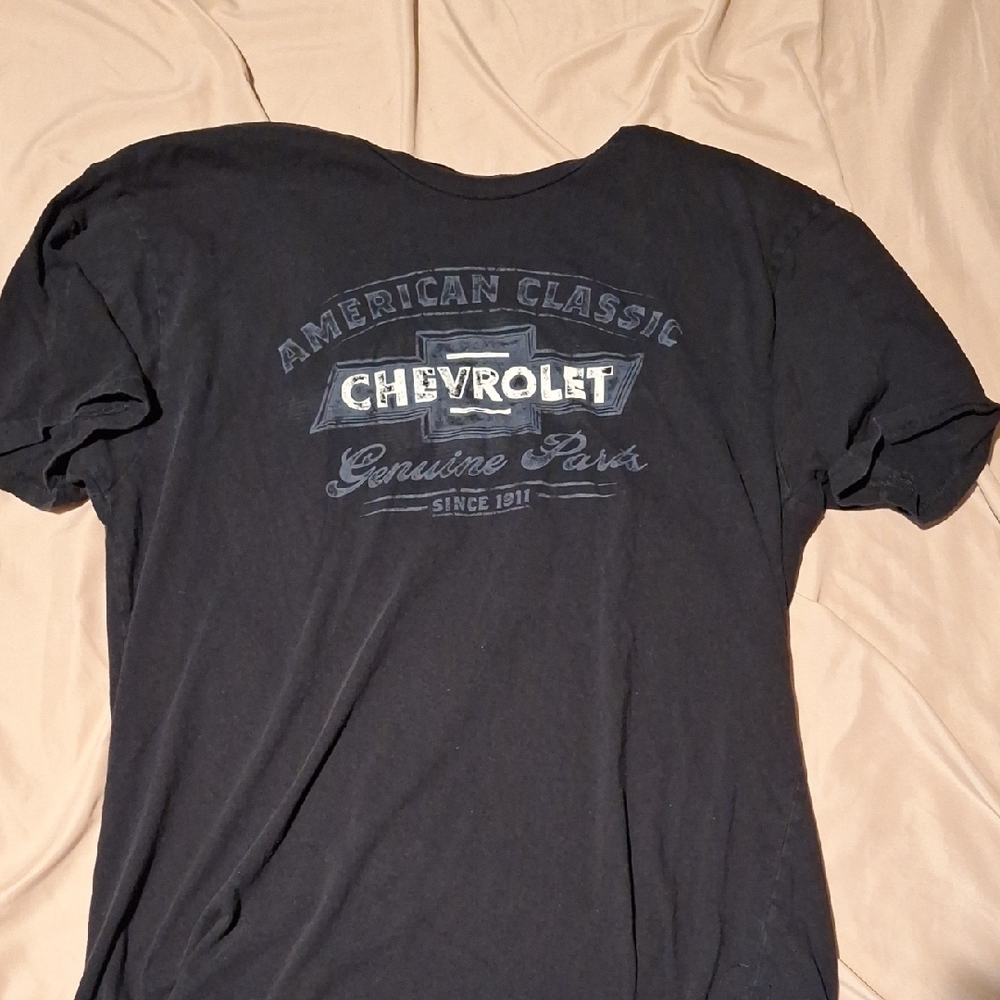 AMERICAN CLASSIC
CHEVROLET
Genuine Parts
SINCE 1911